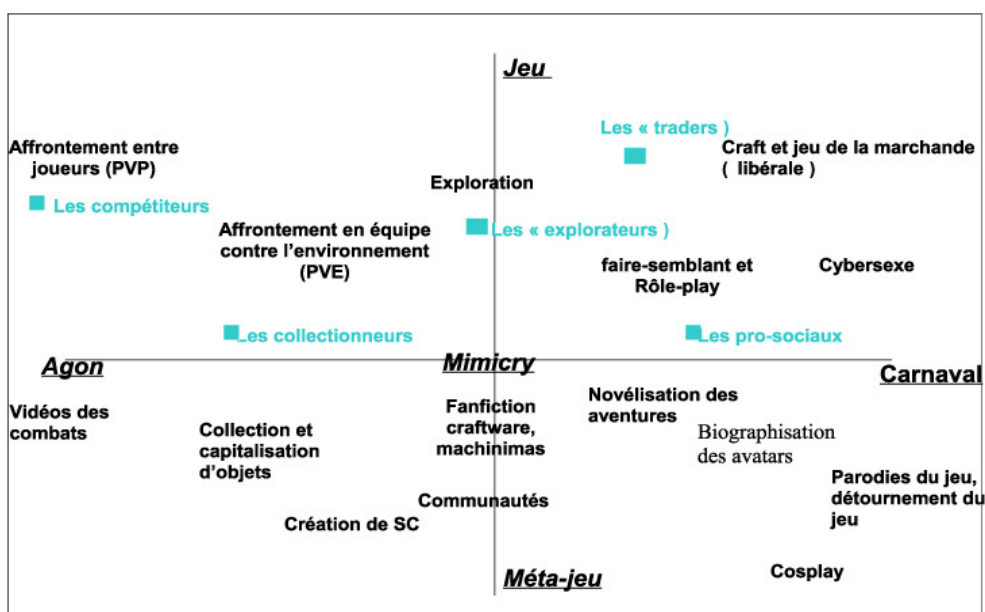 Jeu
Les « traders )
Affrontement entre
joueurs (PVP)
Craft et jeu de la marchande
( libérale )
Exploration
Les compétiteurs
Affrontement en équipe
contre l'environnement
(PVE)
Les « explorateurs )
faire-semblant et
Rôle-play
Cybersexe
Les collectionneurs
Les pro-sociaux
Agon
Mimicry
Carnaval
Vidéos des
combats
Collection et
capitalisation
d'objets
Fanfiction
craftware,
machinimas
Novélisation des
aventures
Biographisation
des avatars
Parodies du jeu,
détournement du
jeu
Communautés
Création de SC
Méta-jeu
Cosplay